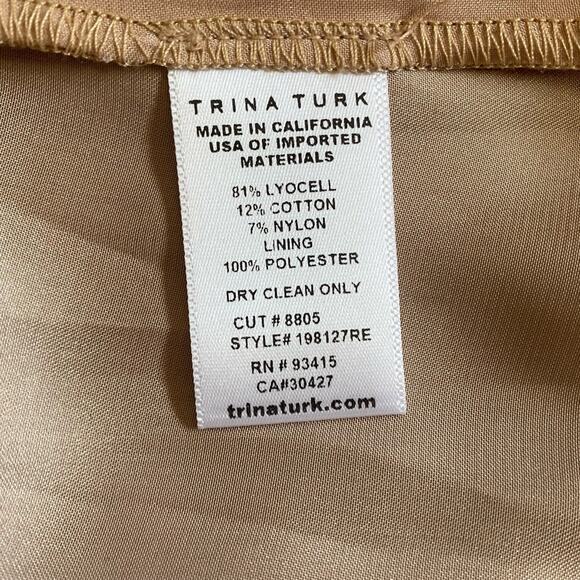 TRINA TURK
MADE IN CALIFORNIA
USA OF IMPORTED
MATERIALS
81% LYOCELL
12% COTTON
7% NYLON
LINING
100% POLYESTER
DRY CLEAN ONLY
CUT # 8805
STYLE# 198127RE
RN # 93415
CA#30427
trinaturk.com